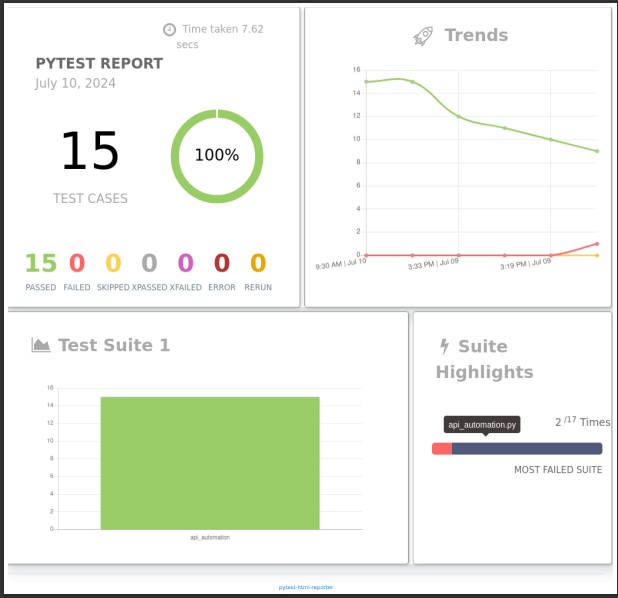 Time taken 7.62
secs
PYTEST REPORT
July 10, 2024
15
TEST CASES
100%
15 0 0 0 0 0 0
PASSED FAILED SKIPPED XPASSED XFAILED ERROR RERUN
Trends
16
14
12
10
8
6
4
2
0
9:30 AM | Jul 10 3:33 PM | Jul 09 3:19 PM | Jul 09
Test Suite 1
16
14
12
10
8
6
4
2
0
api_automation
Suite
Highlights
api_automation.py
2 /17 Times
MOST FAILED SUITE
pytest-html-reporter